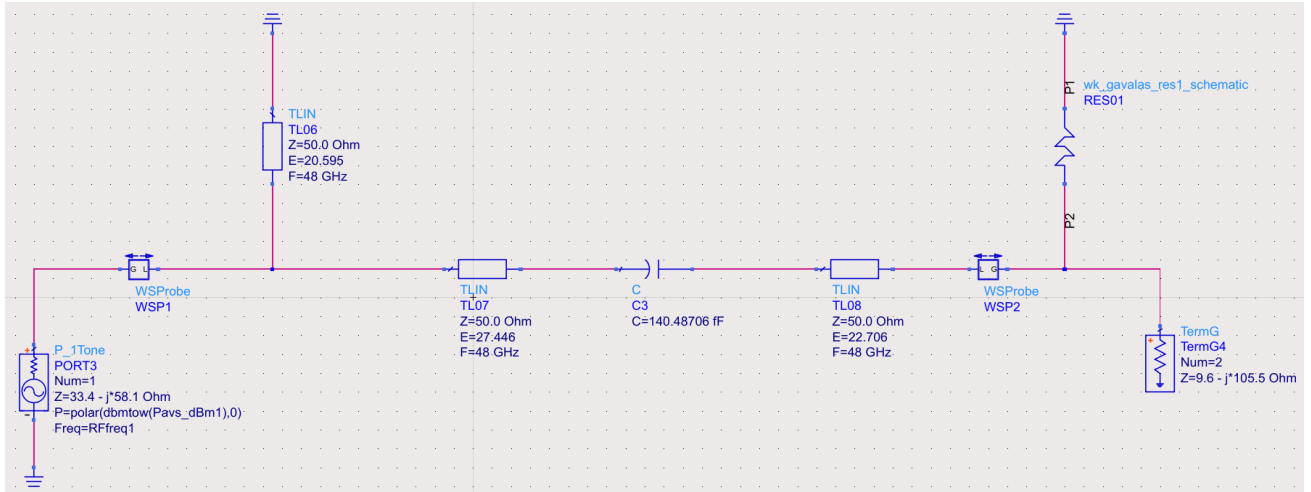 TLIN
TL06
Z=50.0 Ohm
E=20.595
F=48 GHz
P1
wk_gavalas_res1_schematic
RES01
P2
G L
WSProbe
WSP1
TLIN
TL07
Z=50.0 Ohm
E=27.446
F=48 GHz
C
C3
C=140.48706 fF
TLIN
TL08
Z=50.0 Ohm
E=22.706
F=48 GHz
L G
WSProbe
WSP2
P_1Tone
PORT3
Num=1
Z=33.4 - j*58.1 Ohm
P=polar(dbmtow(Pavs_dBm1),0)
Freq=RFfreq1
TermG
TermG4
Num=2
Z=9.6 - j*105.5 Ohm